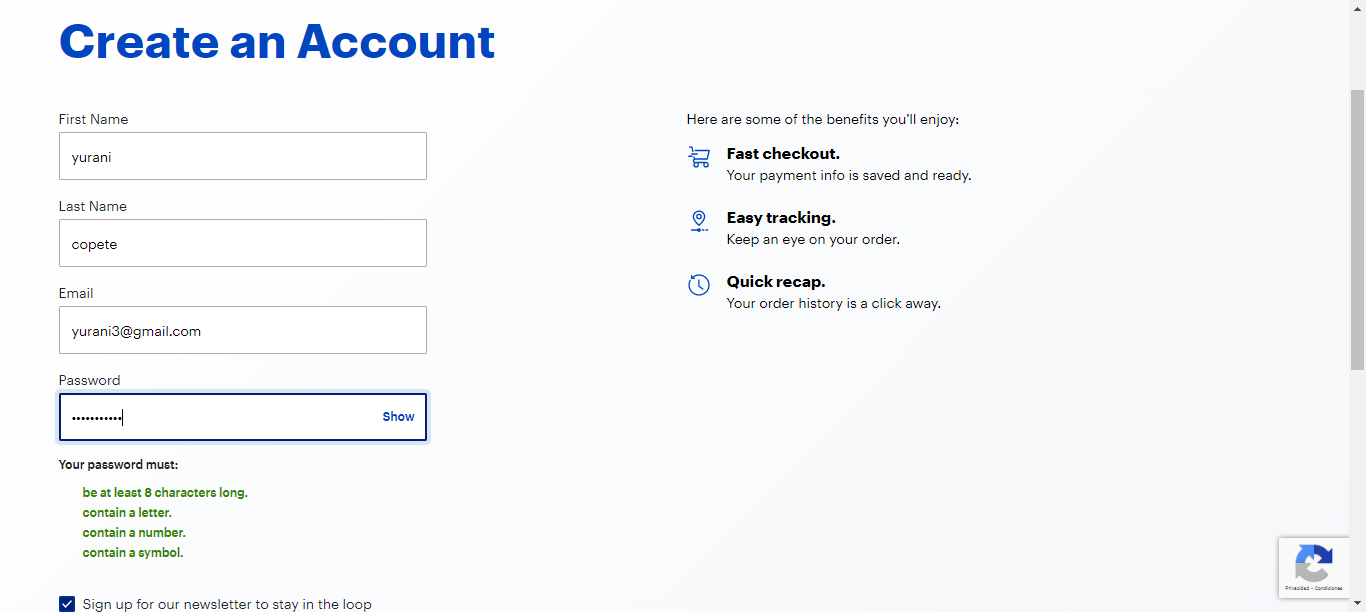 Create an Account
First Name
yurani
Last Name
copete
Email
yurani3@gmail.com
Password
•••••••••••
Show
Your password must:
be at least 8 characters long.
contain a letter.
contain a number.
contain a symbol.
Sign up for our newsletter to stay in the loop
Here are some of the benefits you'll enjoy:
Fast checkout.
Your payment info is saved and ready.
Easy tracking.
Keep an eye on your order.
Quick recap.
Your order history is a click away.
Privacidad - Condiciones